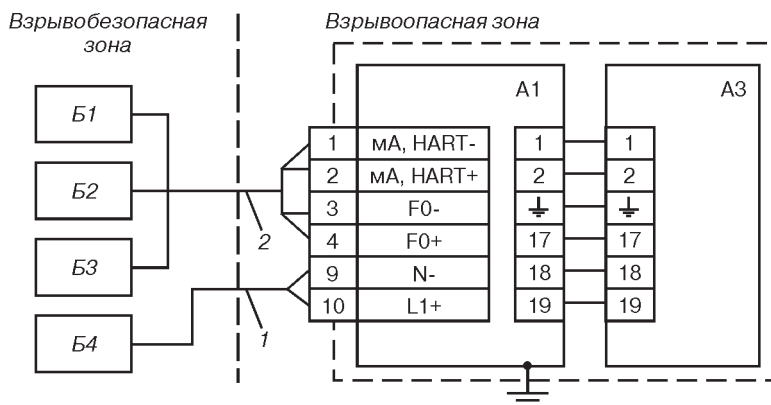 Взрывобезопасная
зона
Взрывоопасная зона
Б1
Б2
Б3
Б4
2
1
А1
А3
1 мА, HART-
2 мА, HART+
3 F0-
4 F0+
9 N-
10 L1+
1
2
17
18
19
1
2
17
18
19